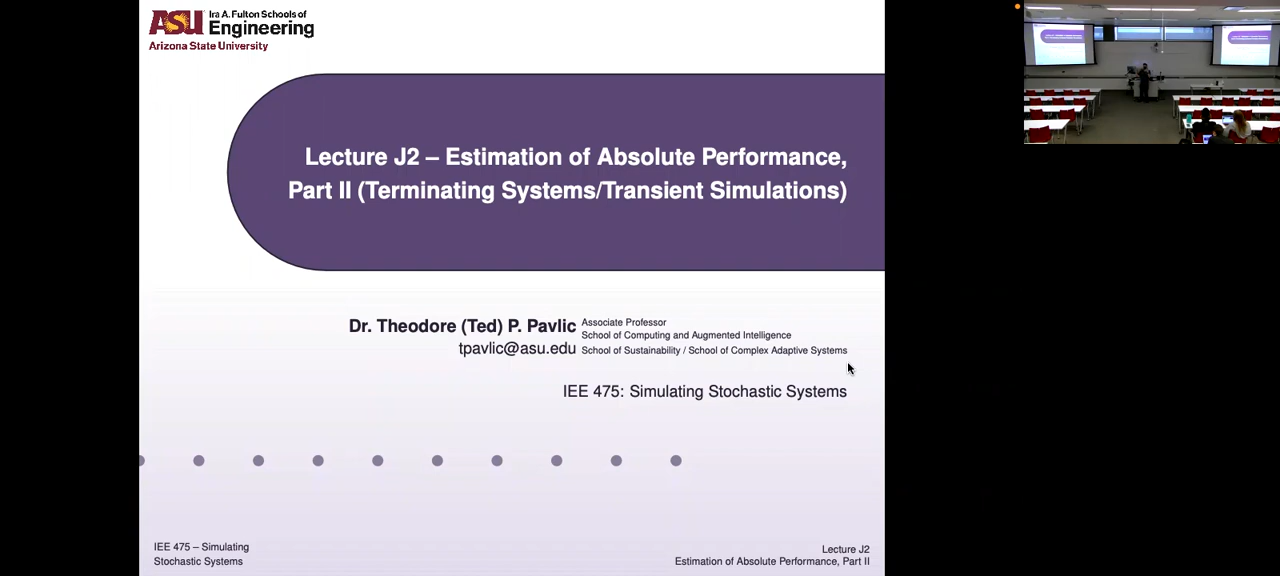 ASU Ira A. Fulton Schools of
Engineering
Arizona State University
Lecture J2 – Estimation of Absolute Performance,
Part II (Terminating Systems/Transient Simulations)
Dr. Theodore (Ted) P. Pavlic
tpavlic@asu.edu
Associate Professor
School of Computing and Augmented Intelligence
School of Sustainability / School of Complex Adaptive Systems
IEE 475: Simulating Stochastic Systems
IEE 475 – Simulating
Stochastic Systems
Lecture J2
Estimation of Absolute Performance, Part II